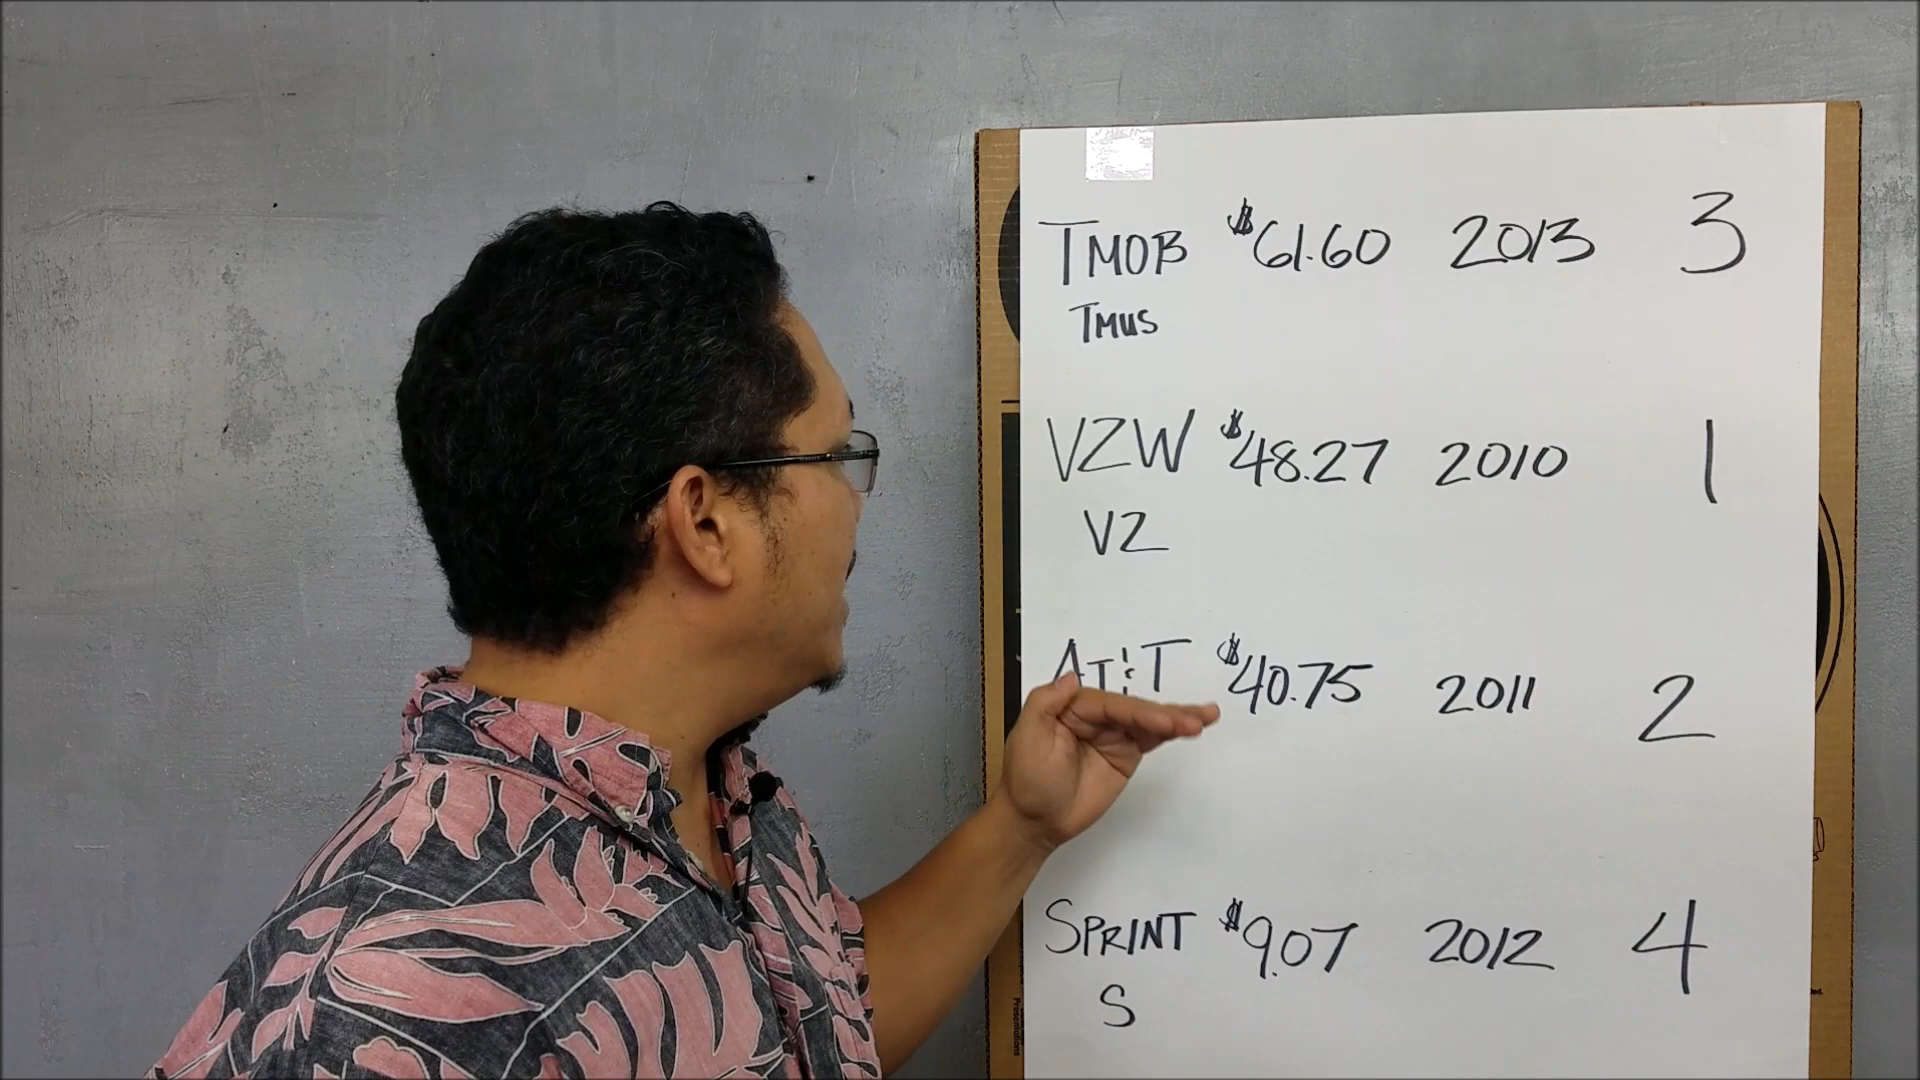 TMOB $61.60 2013 3
TMUS
VZW $48.27 2010 1
VZ
AT&T $40.75 2011 2
SPRINT $9.07 2012 4
S
Presentations